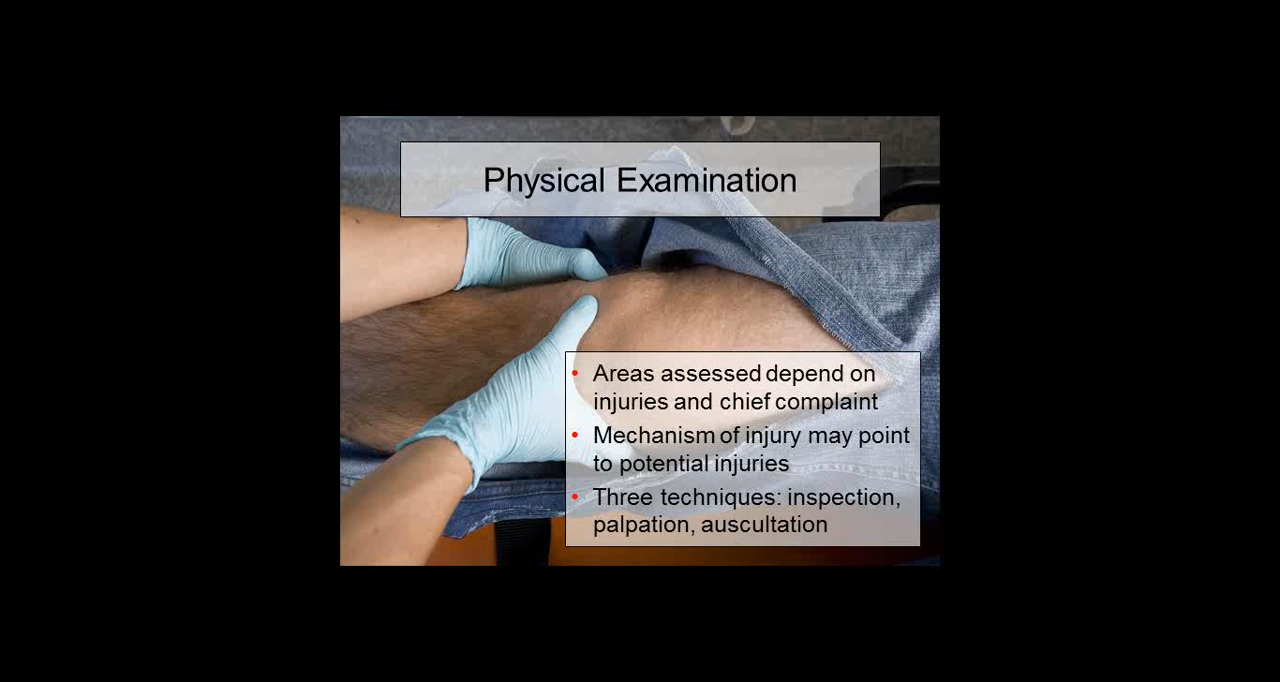 Physical Examination
• Areas assessed depend on
injuries and chief complaint
• Mechanism of injury may point
to potential injuries
• Three techniques: inspection,
palpation, auscultation